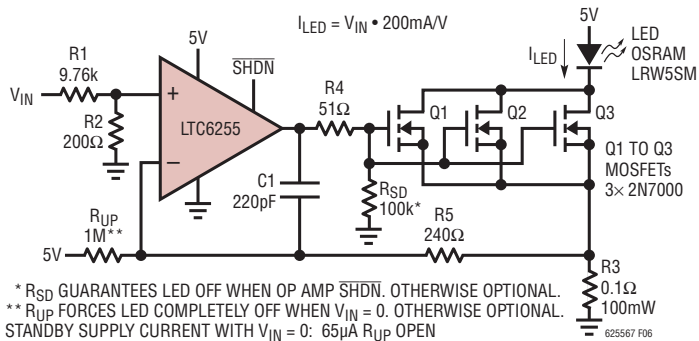 I_LED = V_IN • 200mA/V
5V
LED
OSRAM
LRW5SM
I_LED
5V
SHDN
R1
9.76k
V_IN
R2
200Ω
+
−
LTC6255
R4
51Ω
Q1
Q2
Q3
Q1 TO Q3
MOSFETs
3× 2N7000
C1
220pF
R_SD
100k*
R_UP
1M**
5V
R5
240Ω
R3
0.1Ω
100mW
* R_SD GUARANTEES LED OFF WHEN OP AMP SHDN. OTHERWISE OPTIONAL.
** R_UP FORCES LED COMPLETELY OFF WHEN V_IN = 0. OTHERWISE OPTIONAL.
STANDBY SUPPLY CURRENT WITH V_IN = 0: 65µA R_UP OPEN
625567 F06